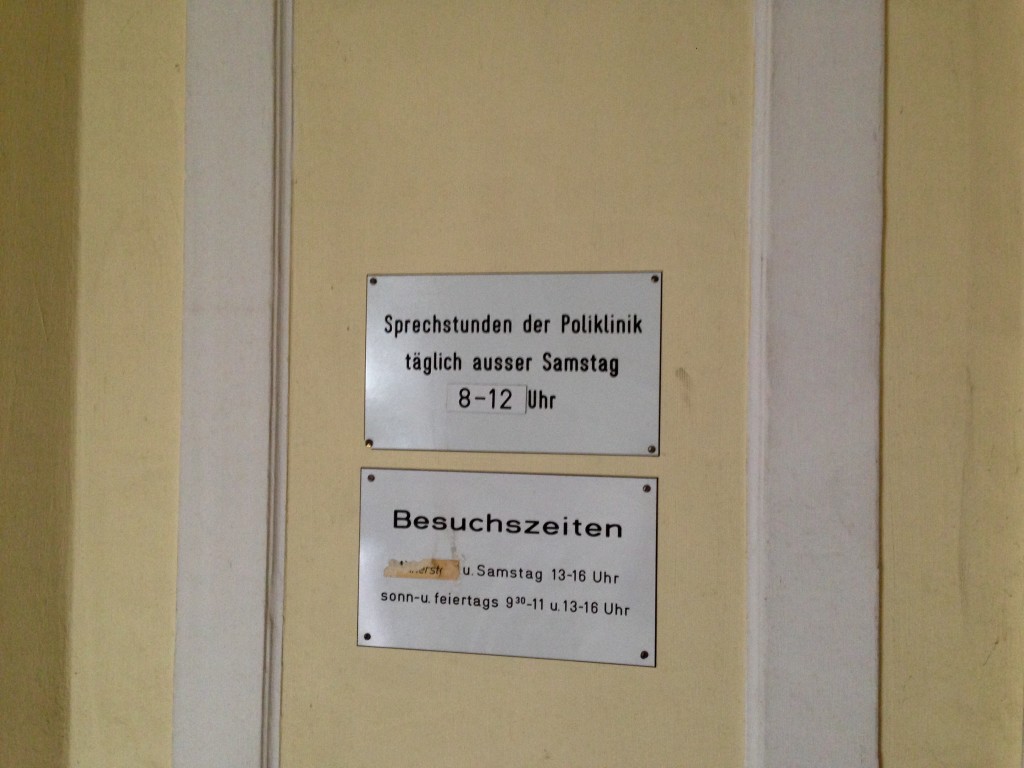 Sprechstunden der Poliklinik
täglich ausser Samstag
8-12 Uhr
Besuchszeiten
u. Samstag 13-16 Uhr
sonn-u. feiertags 9³⁰-11 u. 13-16 Uhr